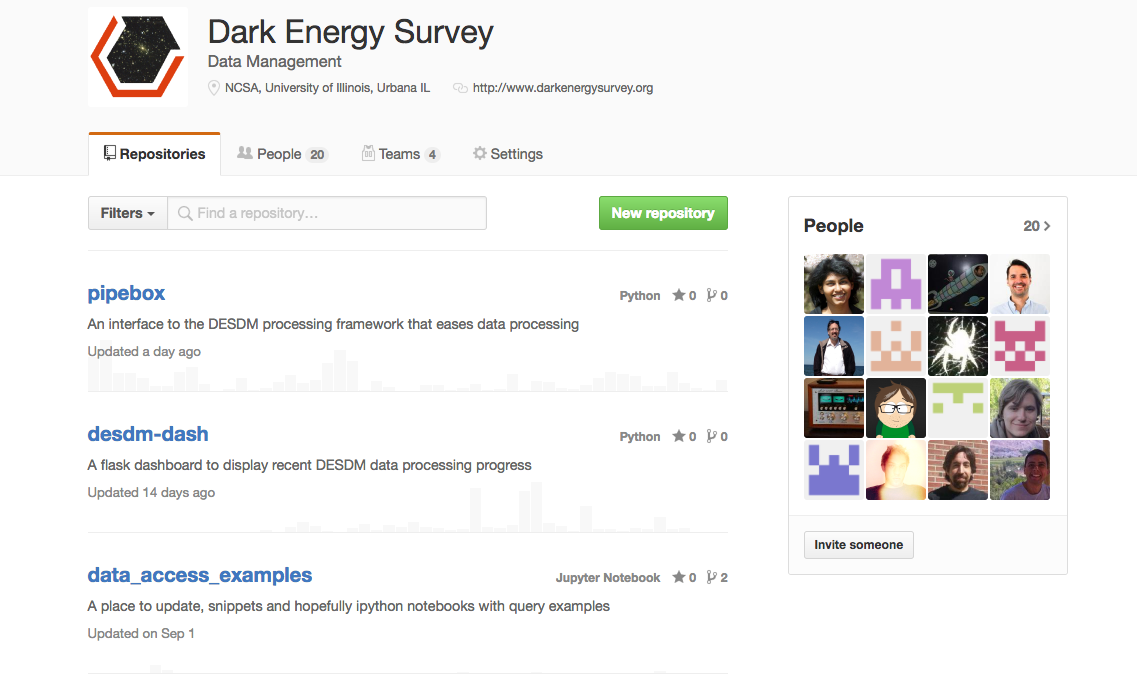 Dark Energy Survey
Data Management
NCSA, University of Illinois, Urbana IL http://www.darkenergysurvey.org
Repositories People 20 Teams 4 Settings
Filters Find a repository... New repository
People 20
pipebox Python 0 0
An interface to the DESDM processing framework that eases data processing
Updated a day ago
desdm-dash Python 0 0
A flask dashboard to display recent DESDM data processing progress
Updated 14 days ago
Invite someone
data_access_examples Jupyter Notebook 0 2
A place to update, snippets and hopefully ipython notebooks with query examples
Updated on Sep 1